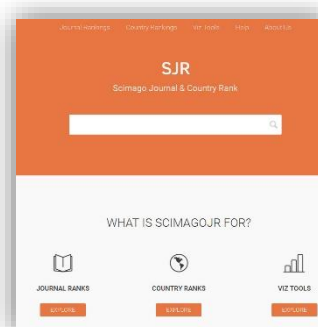 Journal Rankings Country Rankings Viz Tools Help About Us
SJR
Scimago Journal & Country Rank
WHAT IS SCIMAGOJR FOR?
JOURNAL RANKS COUNTRY RANKS VIZ TOOLS
EXPLORE EXPLORE EXPLORE